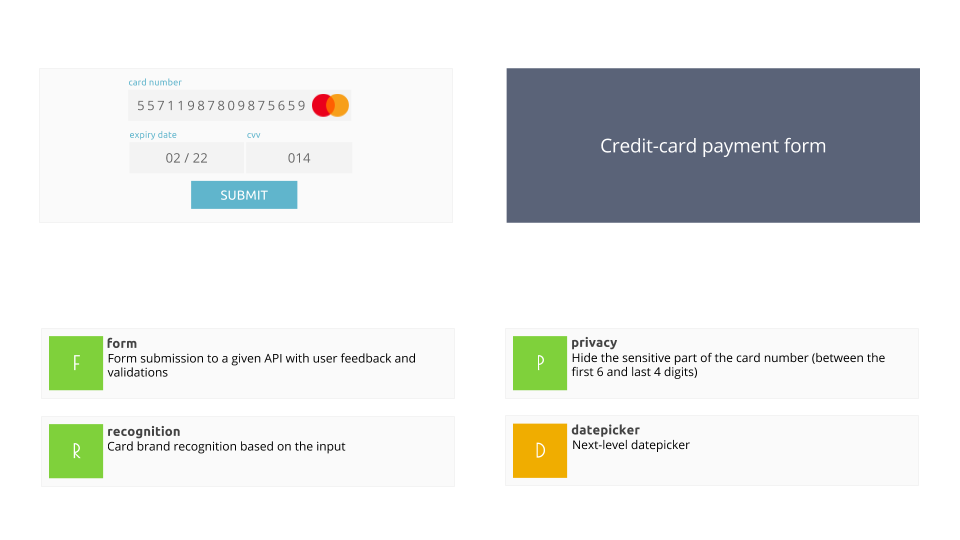 card number
55711987809875659
expiry date
cvv
02 / 22
014
SUBMIT
Credit-card payment form
F
form
Form submission to a given API with user feedback and
validations
P
privacy
Hide the sensitive part of the card number (between the
first 6 and last 4 digits)
R
recognition
Card brand recognition based on the input
D
datepicker
Next-level datepicker